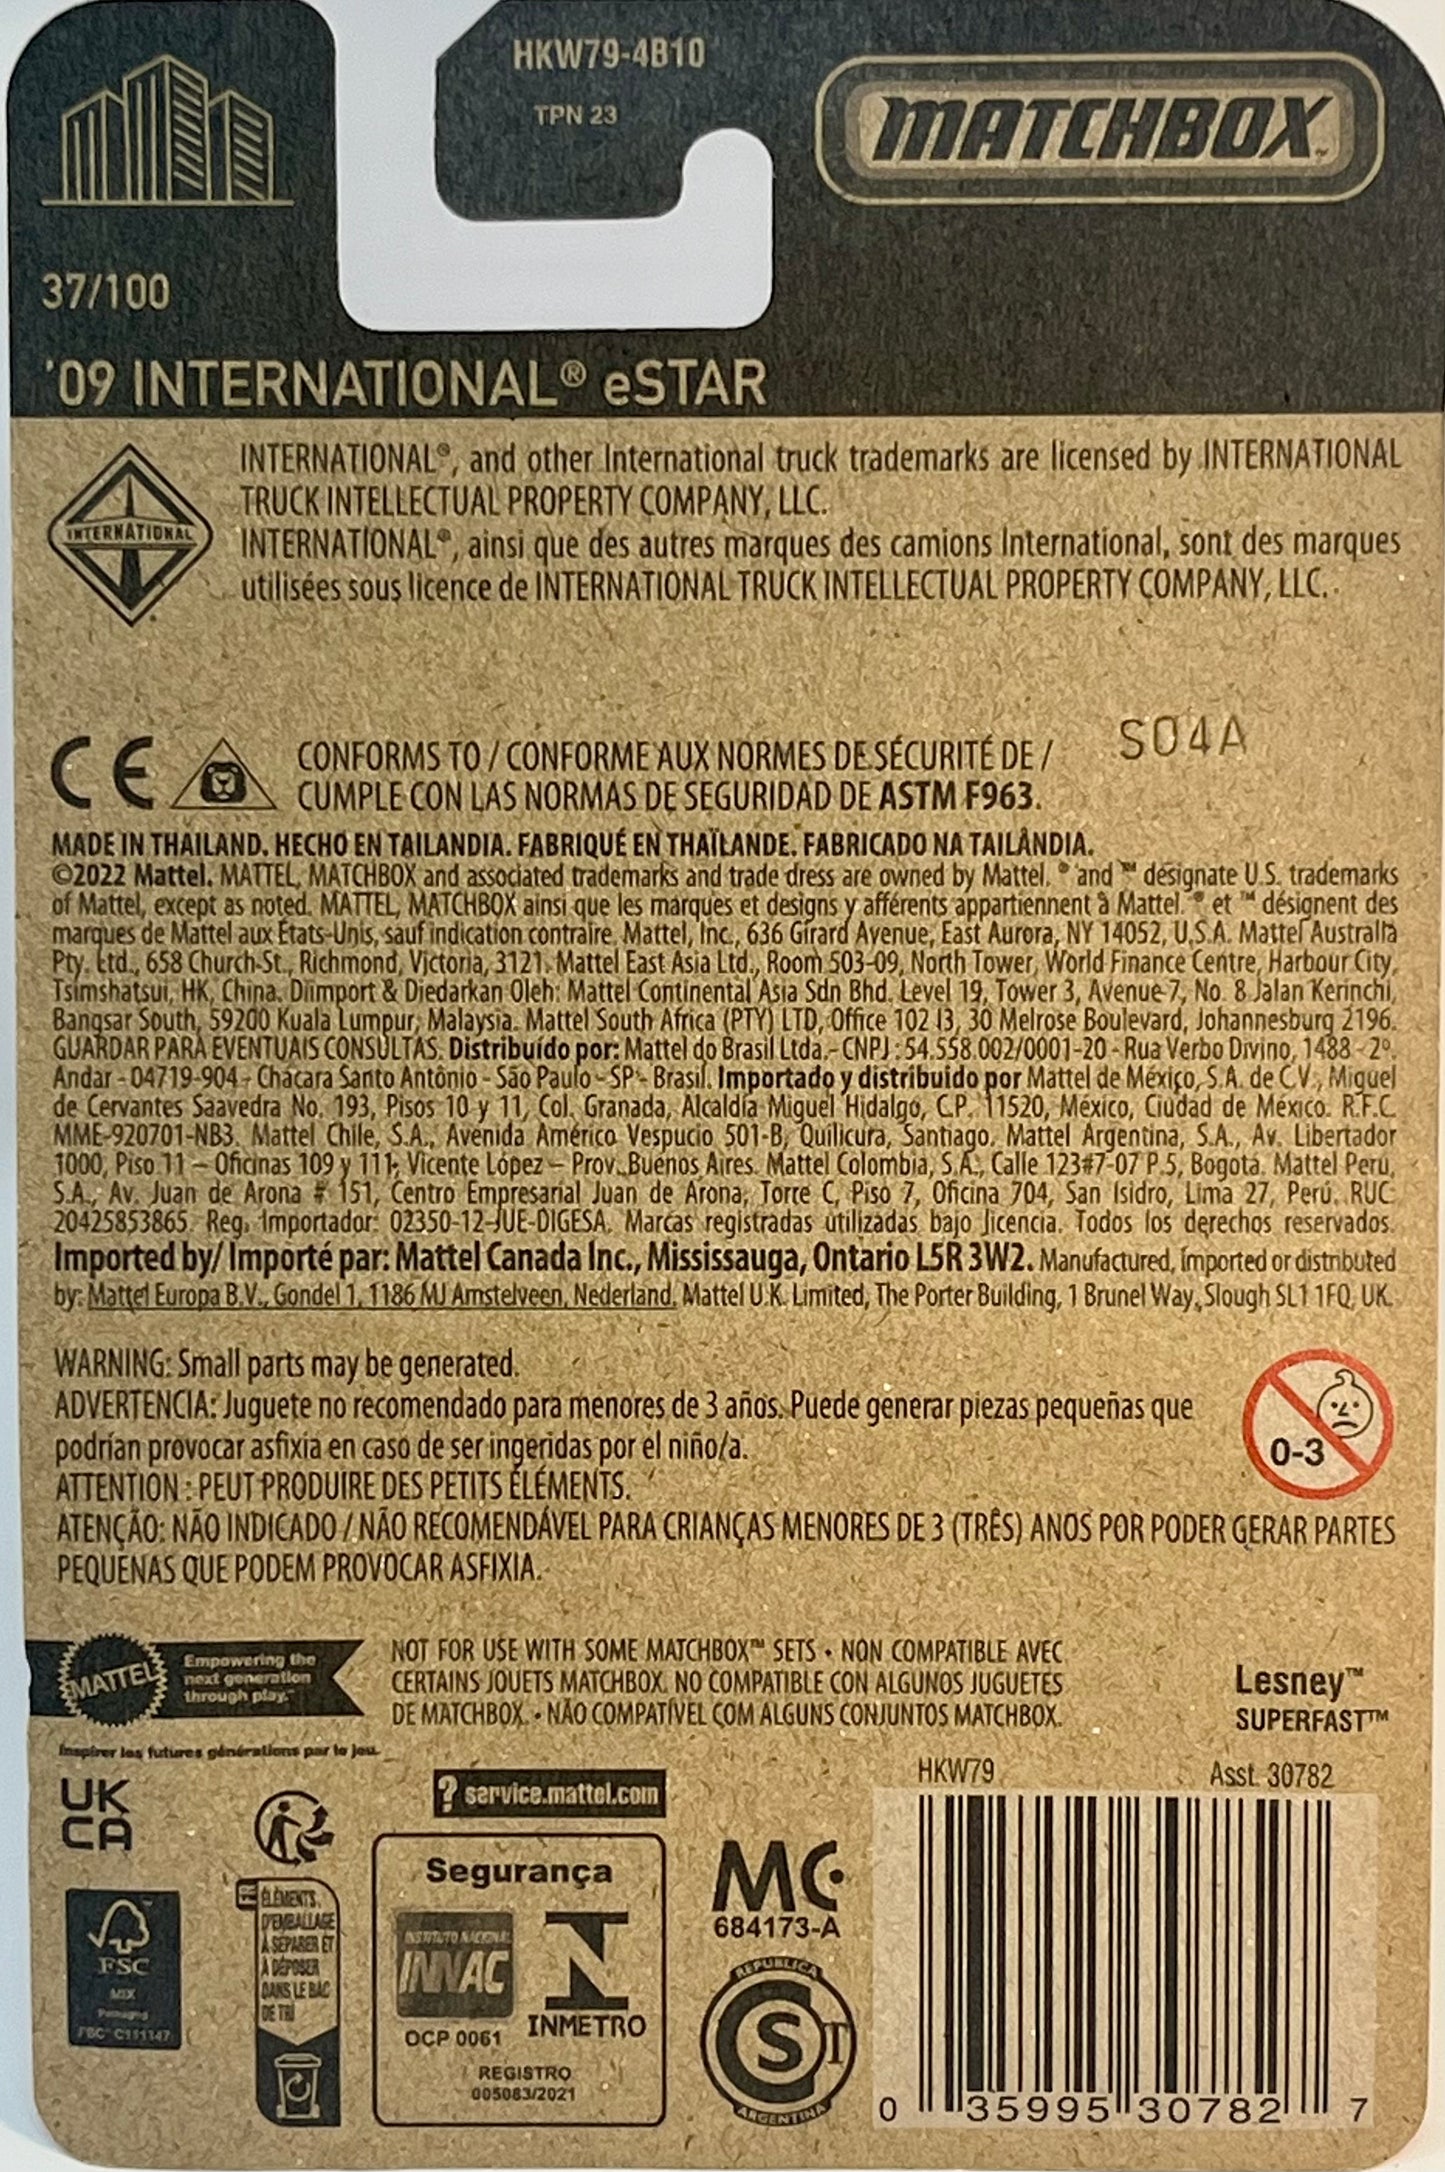 HKW79-4B10
TPN 23
MATCHBOX™
37/100
'09 INTERNATIONAL® eSTAR
INTERNATIONAL
INTERNATIONAL®, and other International truck trademarks are licensed by INTERNATIONAL
TRUCK INTELLECTUAL PROPERTY COMPANY, LLC.
INTERNATIONAL®, ainsi que des autres marques des camions International, sont des marques
utilisées sous licence de INTERNATIONAL TRUCK INTELLECTUAL PROPERTY COMPANY, LLC.
S04A
CE
CONFORMS TO / CONFORME AUX NORMES DE SÉCURITÉ DE /
CUMPLE CON LAS NORMAS DE SEGURIDAD DE ASTM F963.
MADE IN THAILAND. HECHO EN TAILANDIA. FABRIQUÉ EN THAÏLANDE. FABRICADO NA TAILÂNDIA.
©2022 Mattel. MATTEL, MATCHBOX and associated trademarks and trade dress are owned by Mattel. ® and ™ designate U.S. trademarks
of Mattel, except as noted. MATTEL, MATCHBOX ainsi que les marques et designs y afférents appartiennent à Mattel. ® et ™ désignent des
marques de Mattel aux États-Unis, sauf indication contraire. Mattel, Inc., 636 Girard Avenue, East Aurora, NY 14052, U.S.A. Mattel Australia
Pty. Ltd., 658 Church St., Richmond, Victoria, 3121. Mattel East Asia Ltd., Room 503-09, North Tower, World Finance Centre, Harbour City,
Tsimshatsui, HK, China. Diimport & Diedarkan Oleh: Mattel Continental Asia Sdn Bhd. Level 19, Tower 3, Avenue 7, No. 8 Jalan Kerinchi,
Bangsar South, 59200 Kuala Lumpur, Malaysia. Mattel South Africa (PTY) LTD, Office 102 I3, 30 Melrose Boulevard, Johannesburg 2196.
GUARDAR PARA EVENTUAIS CONSULTAS. Distribuído por: Mattel do Brasil Ltda.- CNPJ : 54.558.002/0001-20 - Rua Verbo Divino, 1488 - 2º.
Andar - 04719-904 - Chácara Santo Antônio - São Paulo - SP - Brasil. Importado y distribuido por Mattel de México, S.A. de C.V., Miguel
de Cervantes Saavedra No. 193, Pisos 10 y 11, Col. Granada, Alcaldía Miguel Hidalgo, C.P. 11520, México, Ciudad de México. R.F.C.
MME-920701-NB3. Mattel Chile, S.A., Avenida Américo Vespucio 501-B, Quilicura, Santiago. Mattel Argentina, S.A., Av. Libertador
1000, Piso 11 – Oficinas 109 y 111, Vicente López – Prov. Buenos Aires. Mattel Colombia, S.A., Calle 123#7-07 P.5, Bogotá. Mattel Perú,
S.A., Av. Juan de Arona # 151, Centro Empresarial Juan de Arona, Torre C, Piso 7, Oficina 704, San Isidro, Lima 27, Perú. RUC:
20425853865. Reg. Importador: 02350-12-JUE-DIGESA. Marcas registradas utilizadas bajo licencia. Todos los derechos reservados.
Imported by/ Importé par: Mattel Canada Inc., Mississauga, Ontario L5R 3W2. Manufactured, imported or distributed
by: Mattel Europa B.V., Gondel 1, 1186 MJ Amstelveen, Nederland. Mattel U.K. Limited, The Porter Building, 1 Brunel Way, Slough SL1 1FQ, UK.
WARNING: Small parts may be generated.
ADVERTENCIA: Juguete no recomendado para menores de 3 años. Puede generar piezas pequeñas que
podrían provocar asfixia en caso de ser ingeridas por el niño/a.
ATTENTION : PEUT PRODUIRE DES PETITS ÉLÉMENTS.
ATENÇÃO: NÃO INDICADO / NÃO RECOMENDÁVEL PARA CRIANÇAS MENORES DE 3 (TRÊS) ANOS POR PODER GERAR PARTES
PEQUENAS QUE PODEM PROVOCAR ASFIXIA.
0-3
MATTEL
Empowering the
next generation
through play.™
Inspirer les futures générations par le jeu.
NOT FOR USE WITH SOME MATCHBOX™ SETS • NON COMPATIBLE AVEC
CERTAINS JOUETS MATCHBOX. NO COMPATIBLE CON ALGUNOS JUGUETES
DE MATCHBOX. • NÃO COMPATÍVEL COM ALGUNS CONJUNTOS MATCHBOX.
Lesney™
SUPERFAST™
HKW79
Asst. 30782
UK
CA
? service.mattel.com
FSC
MIX
Packaging
FSC® C111147
FR
ÉLÉMENTS
D'EMBALLAGE
À SÉPARER ET
À DÉPOSER
DANS LE BAC
DE TRI
Segurança
INSTITUTO NACIONAL
INNAC
OCP 0061
INMETRO
REGISTRO
005083/2021
MC
684173-A
REPUBLICA
CST
ARGENTINA
0 35995 30782 7